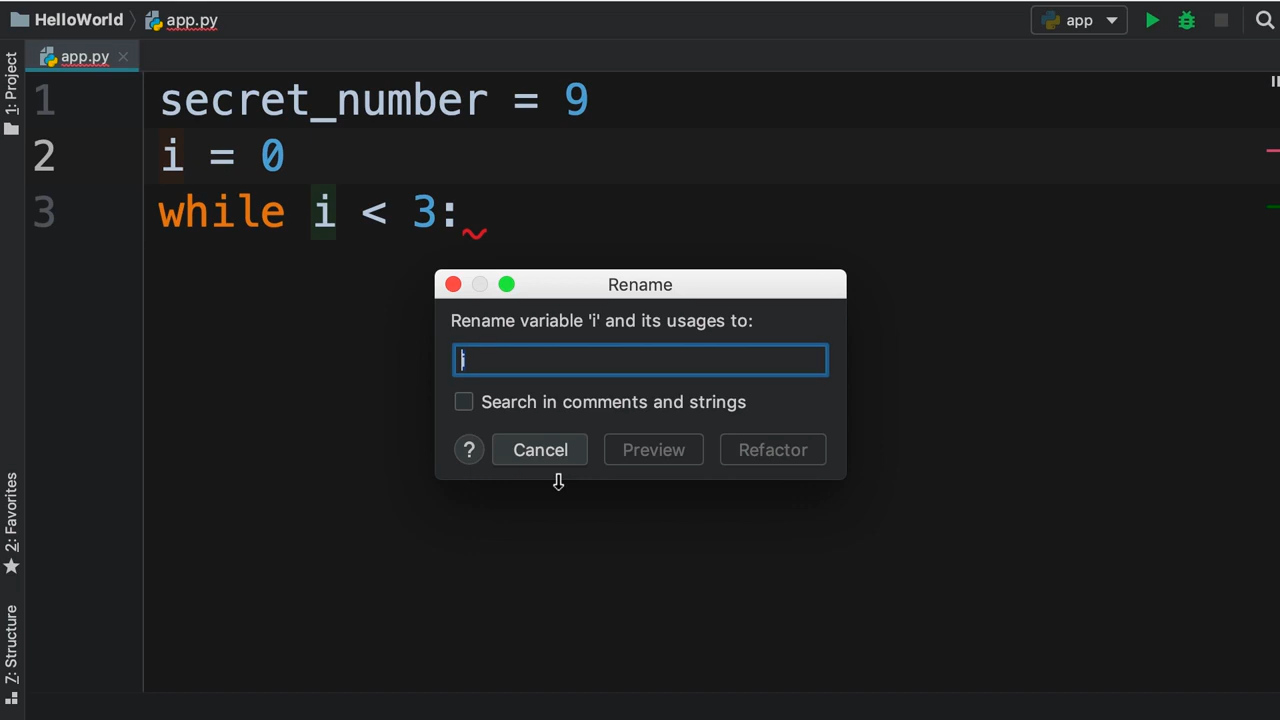 HelloWorld app.py
app
app.py
1: Project
1 secret_number = 9
2 i = 0
3 while i < 3:
Rename
Rename variable 'i' and its usages to:
i
Search in comments and strings
? Cancel Preview Refactor
2: Favorites
Z: Structure